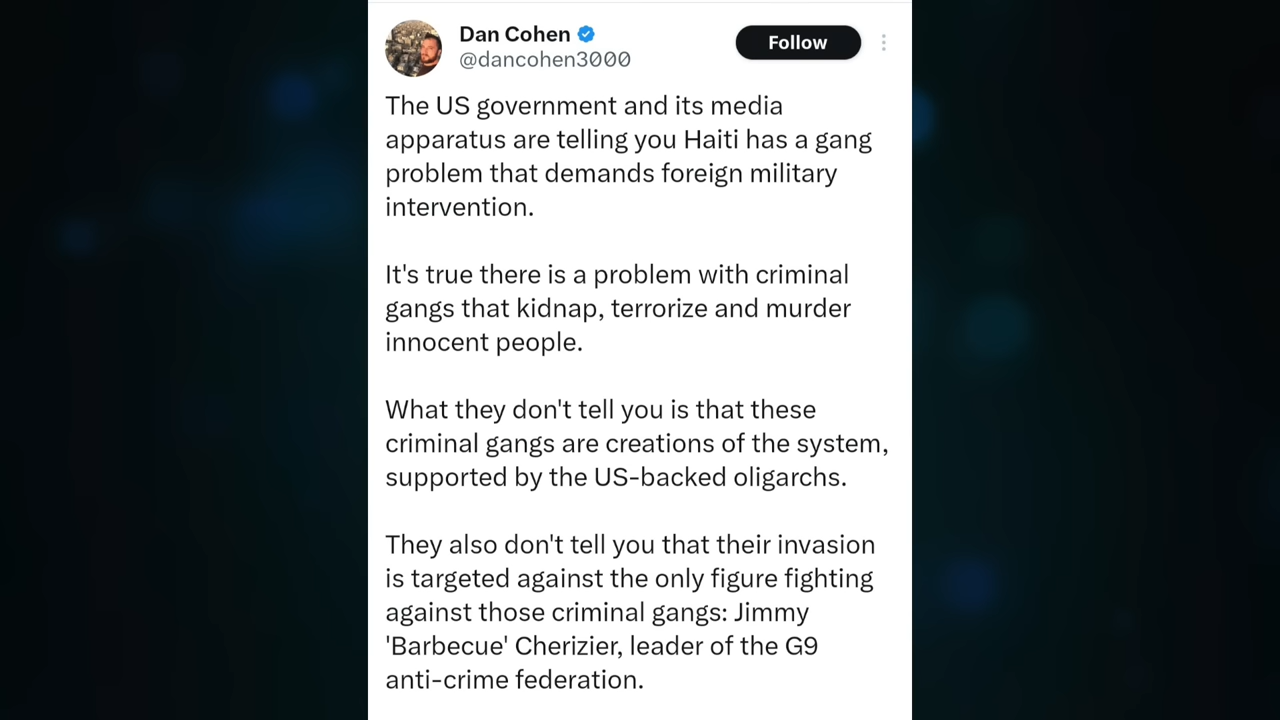 Dan Cohen
@dancohen3000
Follow
The US government and its media
apparatus are telling you Haiti has a gang
problem that demands foreign military
intervention.
It's true there is a problem with criminal
gangs that kidnap, terrorize and murder
innocent people.
What they don't tell you is that these
criminal gangs are creations of the system,
supported by the US-backed oligarchs.
They also don't tell you that their invasion
is targeted against the only figure fighting
against those criminal gangs: Jimmy
'Barbecue' Cherizier, leader of the G9
anti-crime federation.